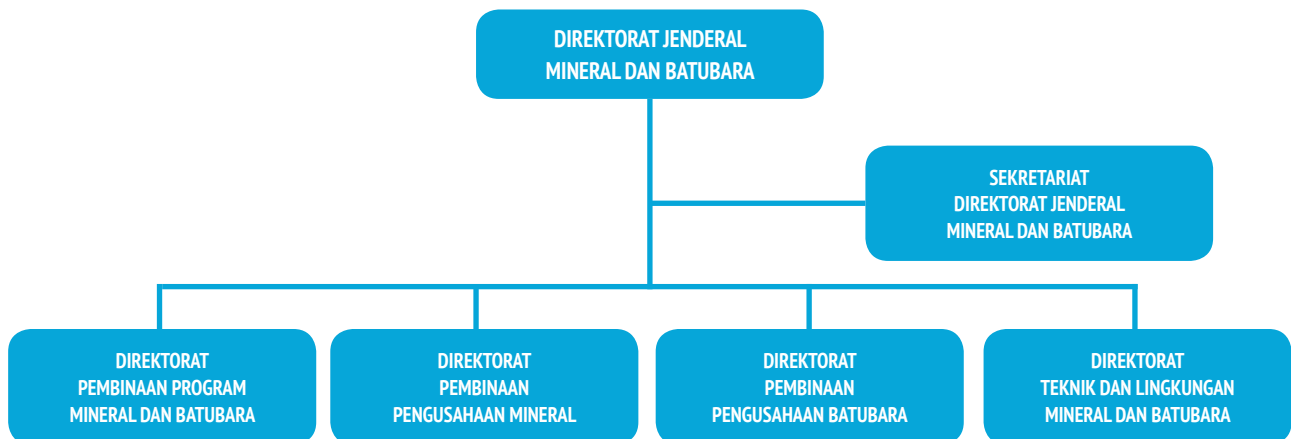 DIREKTORAT JENDERAL
MINERAL DAN BATUBARA
SEKRETARIAT
DIREKTORAT JENDERAL
MINERAL DAN BATUBARA
DIREKTORAT
PEMBINAAN PROGRAM
MINERAL DAN BATUBARA
DIREKTORAT
PEMBINAAN
PENGUSAHAAN MINERAL
DIREKTORAT
PEMBINAAN
PENGUSAHAAN BATUBARA
DIREKTORAT
TEKNIK DAN LINGKUNGAN
MINERAL DAN BATUBARA